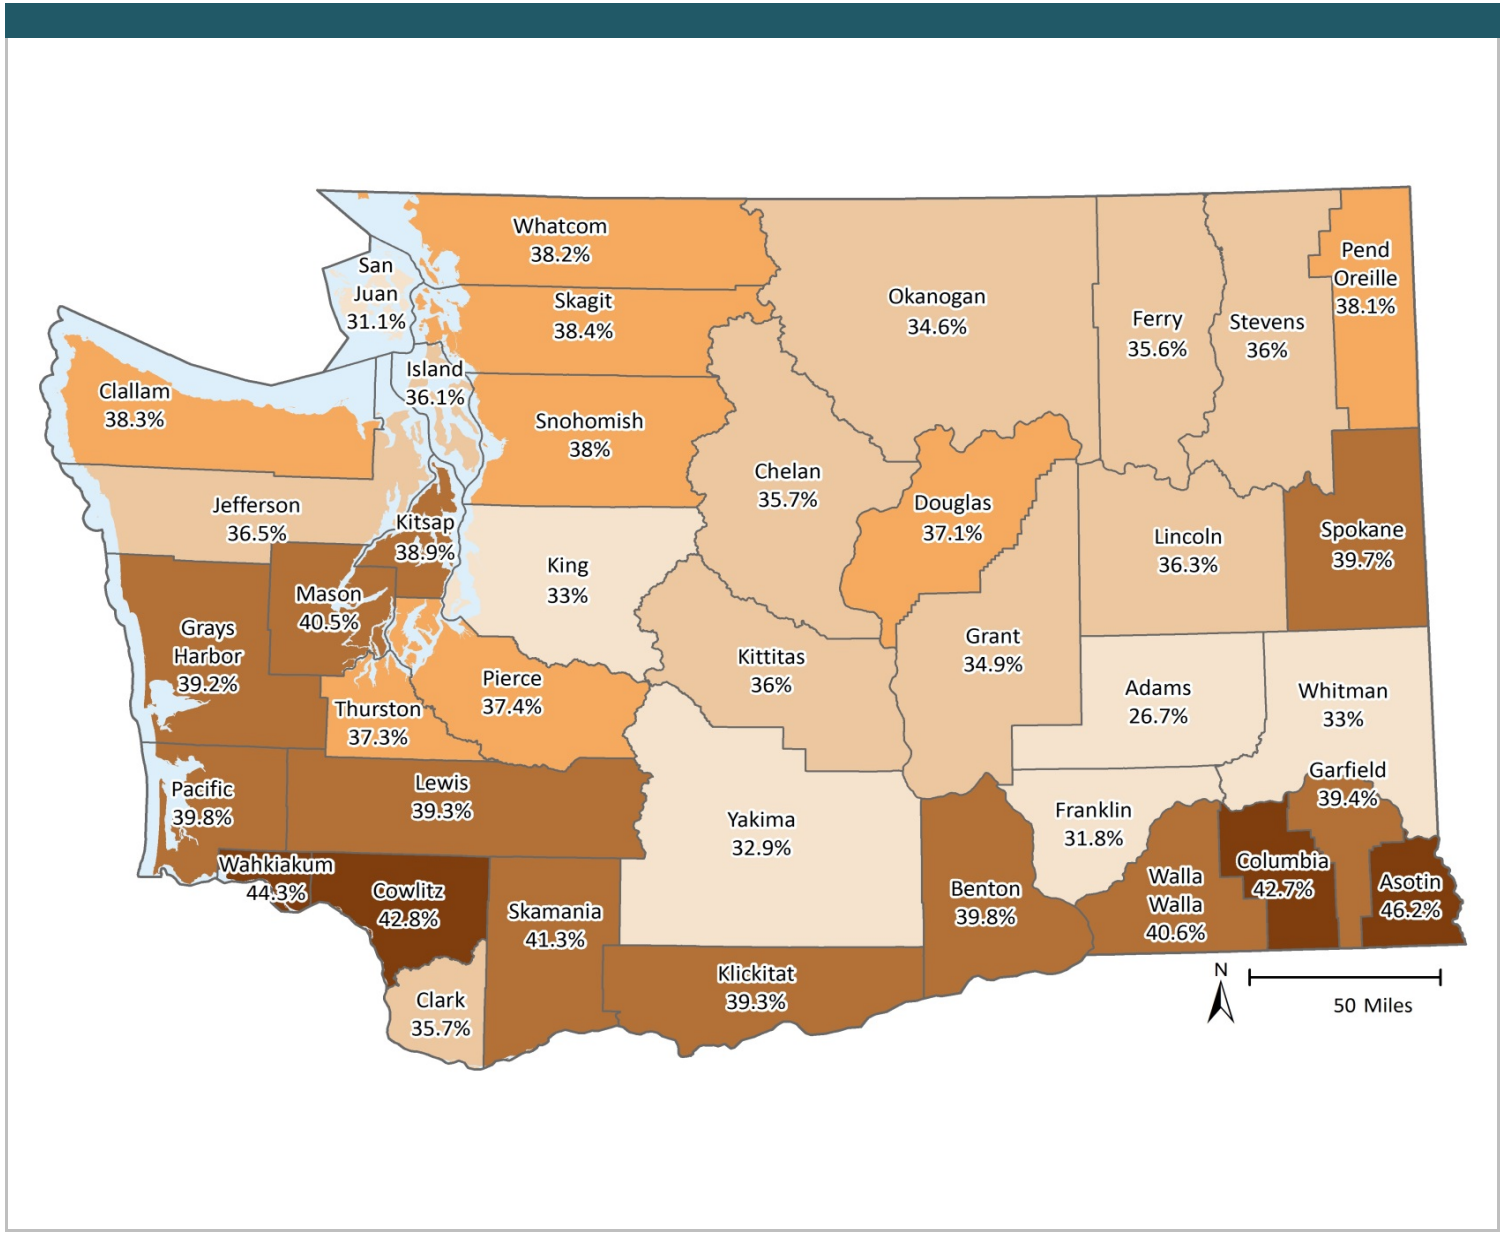 Whatcom
38.2%
San
Juan
31.1%
Skagit
38.4%
Okanogan
34.6%
Ferry
35.6%
Stevens
36%
Pend
Oreille
38.1%
Island
36.1%
Clallam
38.3%
Snohomish
38%
Chelan
35.7%
Douglas
37.1%
Jefferson
36.5%
Kitsap
38.9%
Lincoln
36.3%
Spokane
39.7%
King
33%
Mason
40.5%
Grays
Harbor
39.2%
Kittitas
36%
Grant
34.9%
Adams
26.7%
Whitman
33%
Pierce
37.4%
Thurston
37.3%
Pacific
39.8%
Lewis
39.3%
Yakima
32.9%
Franklin
31.8%
Garfield
39.4%
Wahkiakum
44.3%
Cowlitz
42.8%
Skamania
41.3%
Benton
39.8%
Walla
Walla
40.6%
Columbia
42.7%
Asotin
46.2%
Clark
35.7%
Klickitat
39.3%
N
50 Miles